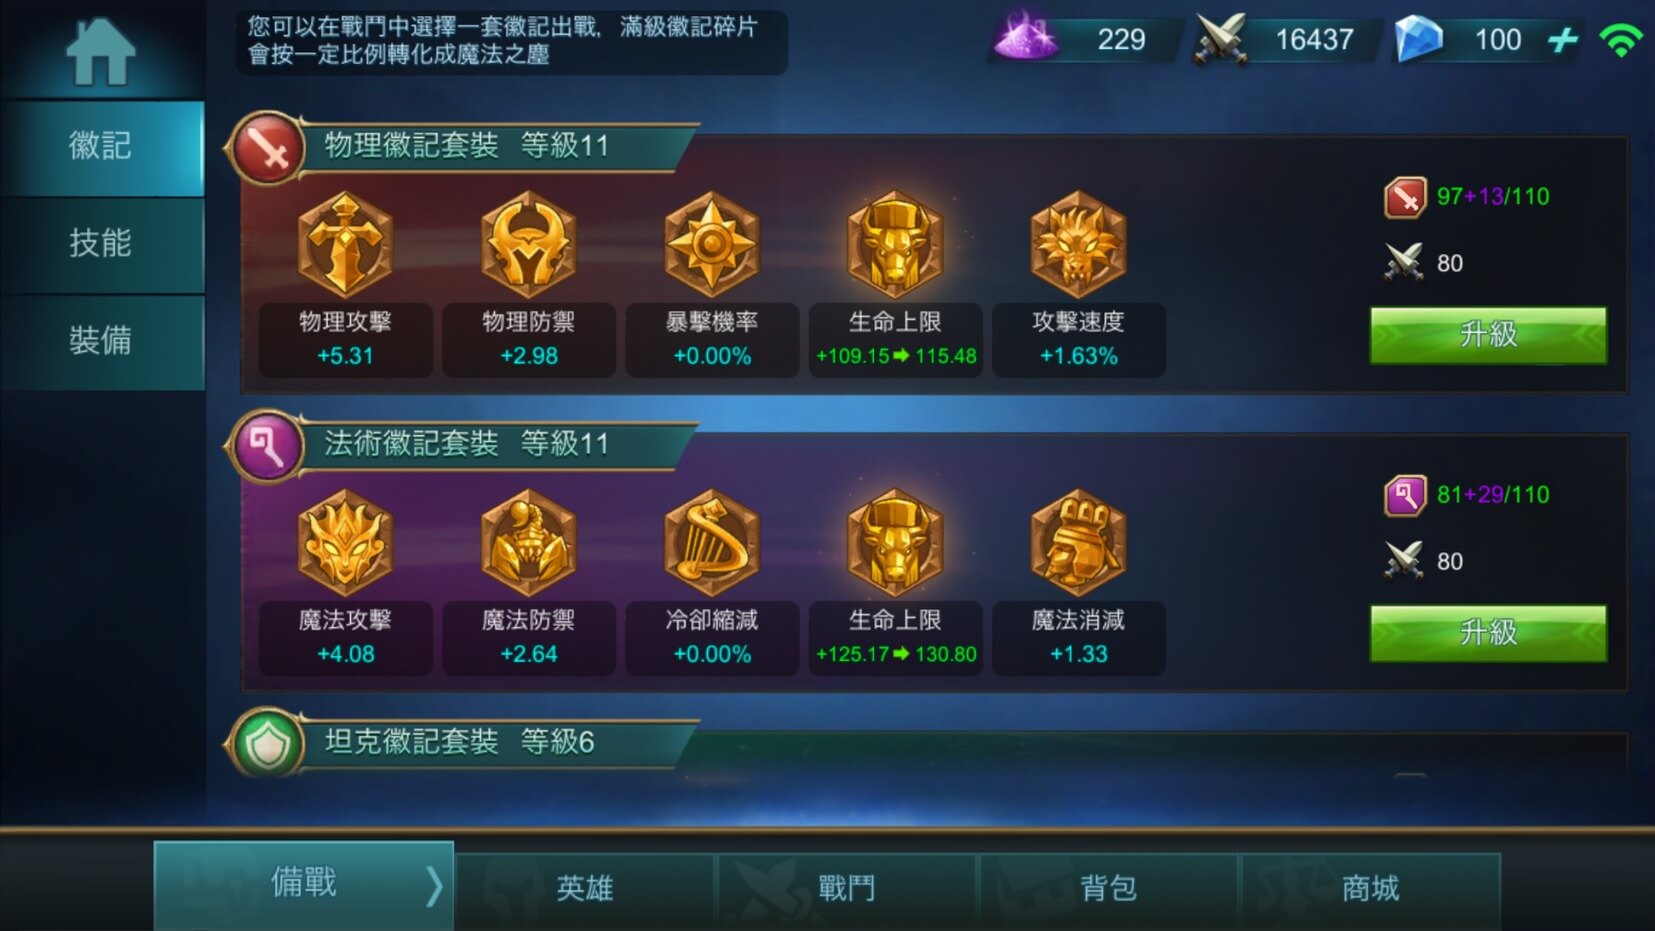 您可以在戰鬥中選擇一套徽記出戰, 滿級徽記碎片
會按一定比例轉化成魔法之塵
229
16437
100
徽記
技能
裝備
物理徽記套裝 等級11
物理攻擊
+5.31
物理防禦
+2.98
暴擊機率
+0.00%
生命上限
+109.15➡115.48
攻擊速度
+1.63%
97+13/110
80
升級
法術徽記套裝 等級11
魔法攻擊
+4.08
魔法防禦
+2.64
冷卻縮減
+0.00%
生命上限
+125.17➡130.80
魔法消減
+1.33
81+29/110
80
升級
坦克徽記套裝 等級6
備戰
英雄
戰鬥
背包
商城